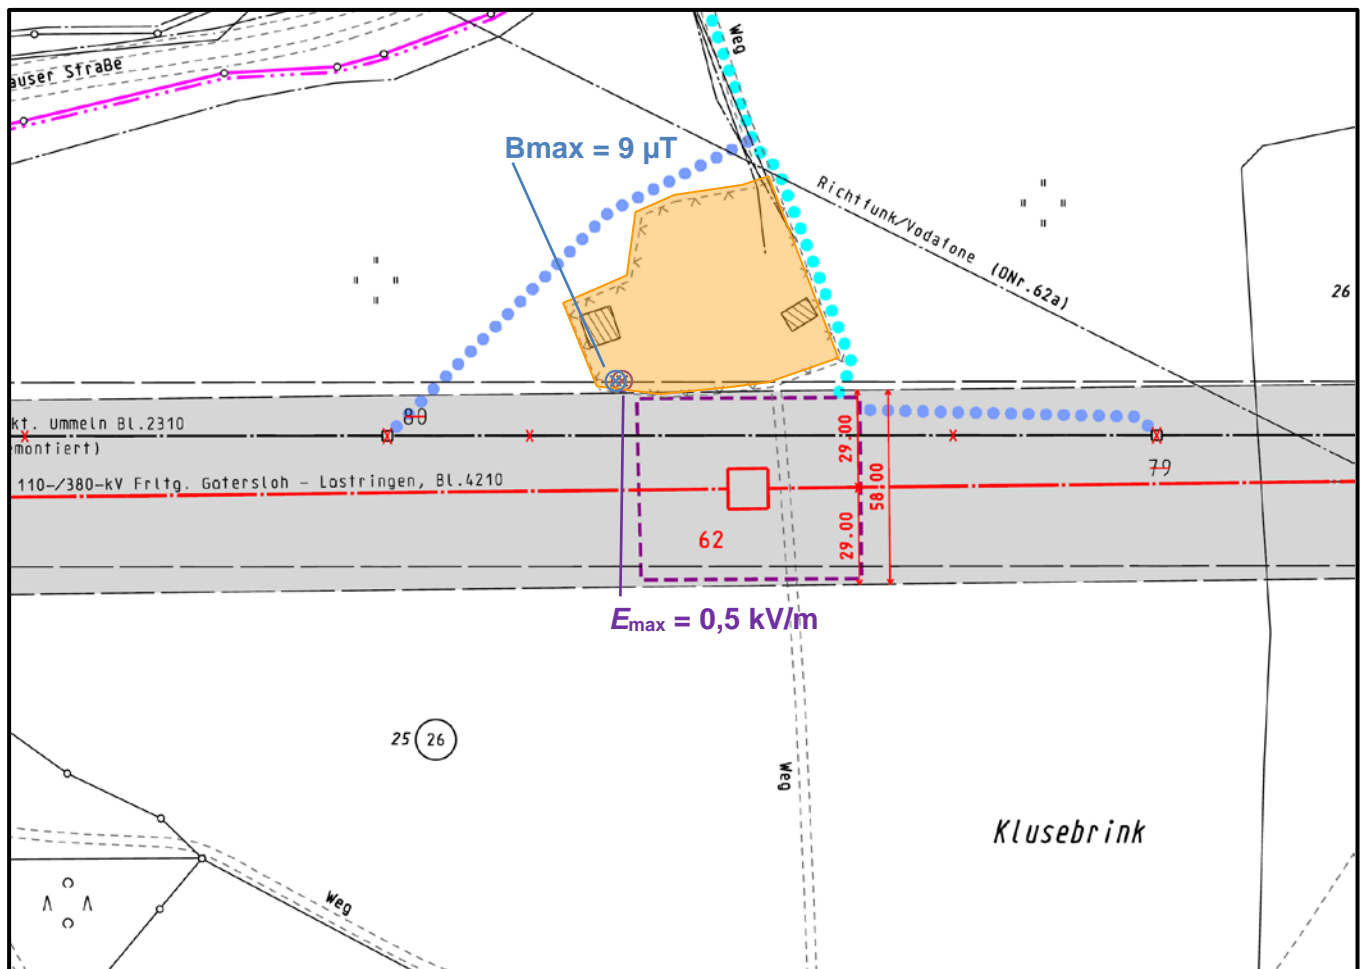 auser Straße
Weg
Bmax = 9 µT
Richtfunk/Vodafone (ONr.62a)
26
80
kt. Ummeln Bl.2310
montiert)
79
110-/380-kV Frltg. Gütersloh - Lüstringen, Bl.4210
29.00
58.00
29.00
62
Emax = 0,5 kV/m
25 26
Weg
Klusebrink
Weg